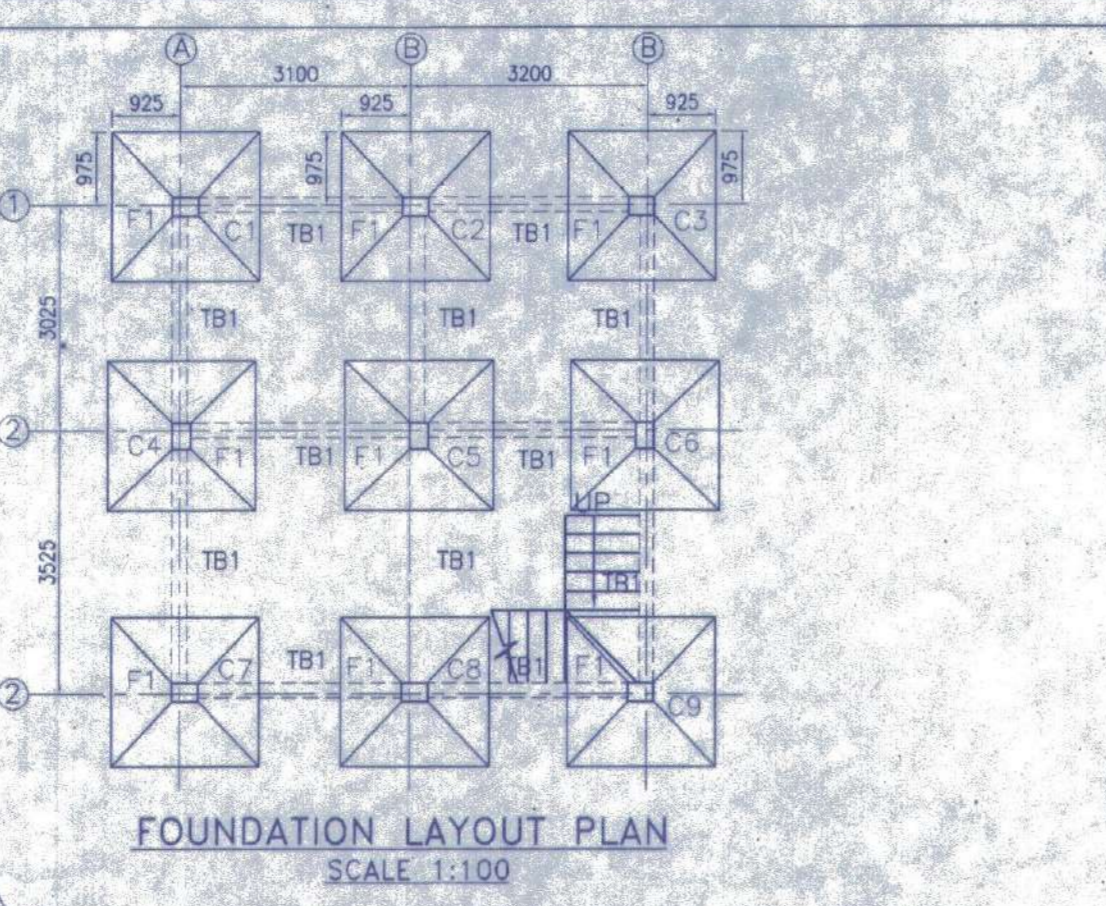 A B B
3100 3200
925 925 925
975 975 975
1
F1 C1 TB1 F1 C2 TB1 F1 C3
3025
TB1 TB1 TB1
2
C4 F1 TB1 F1 C5 TB1 F1 C6
UP
3525
TB1 TB1 TB1
F1 C7 TB1 F1 C8 TB1 F1
2
C9
FOUNDATION LAYOUT PLAN
SCALE 1:100